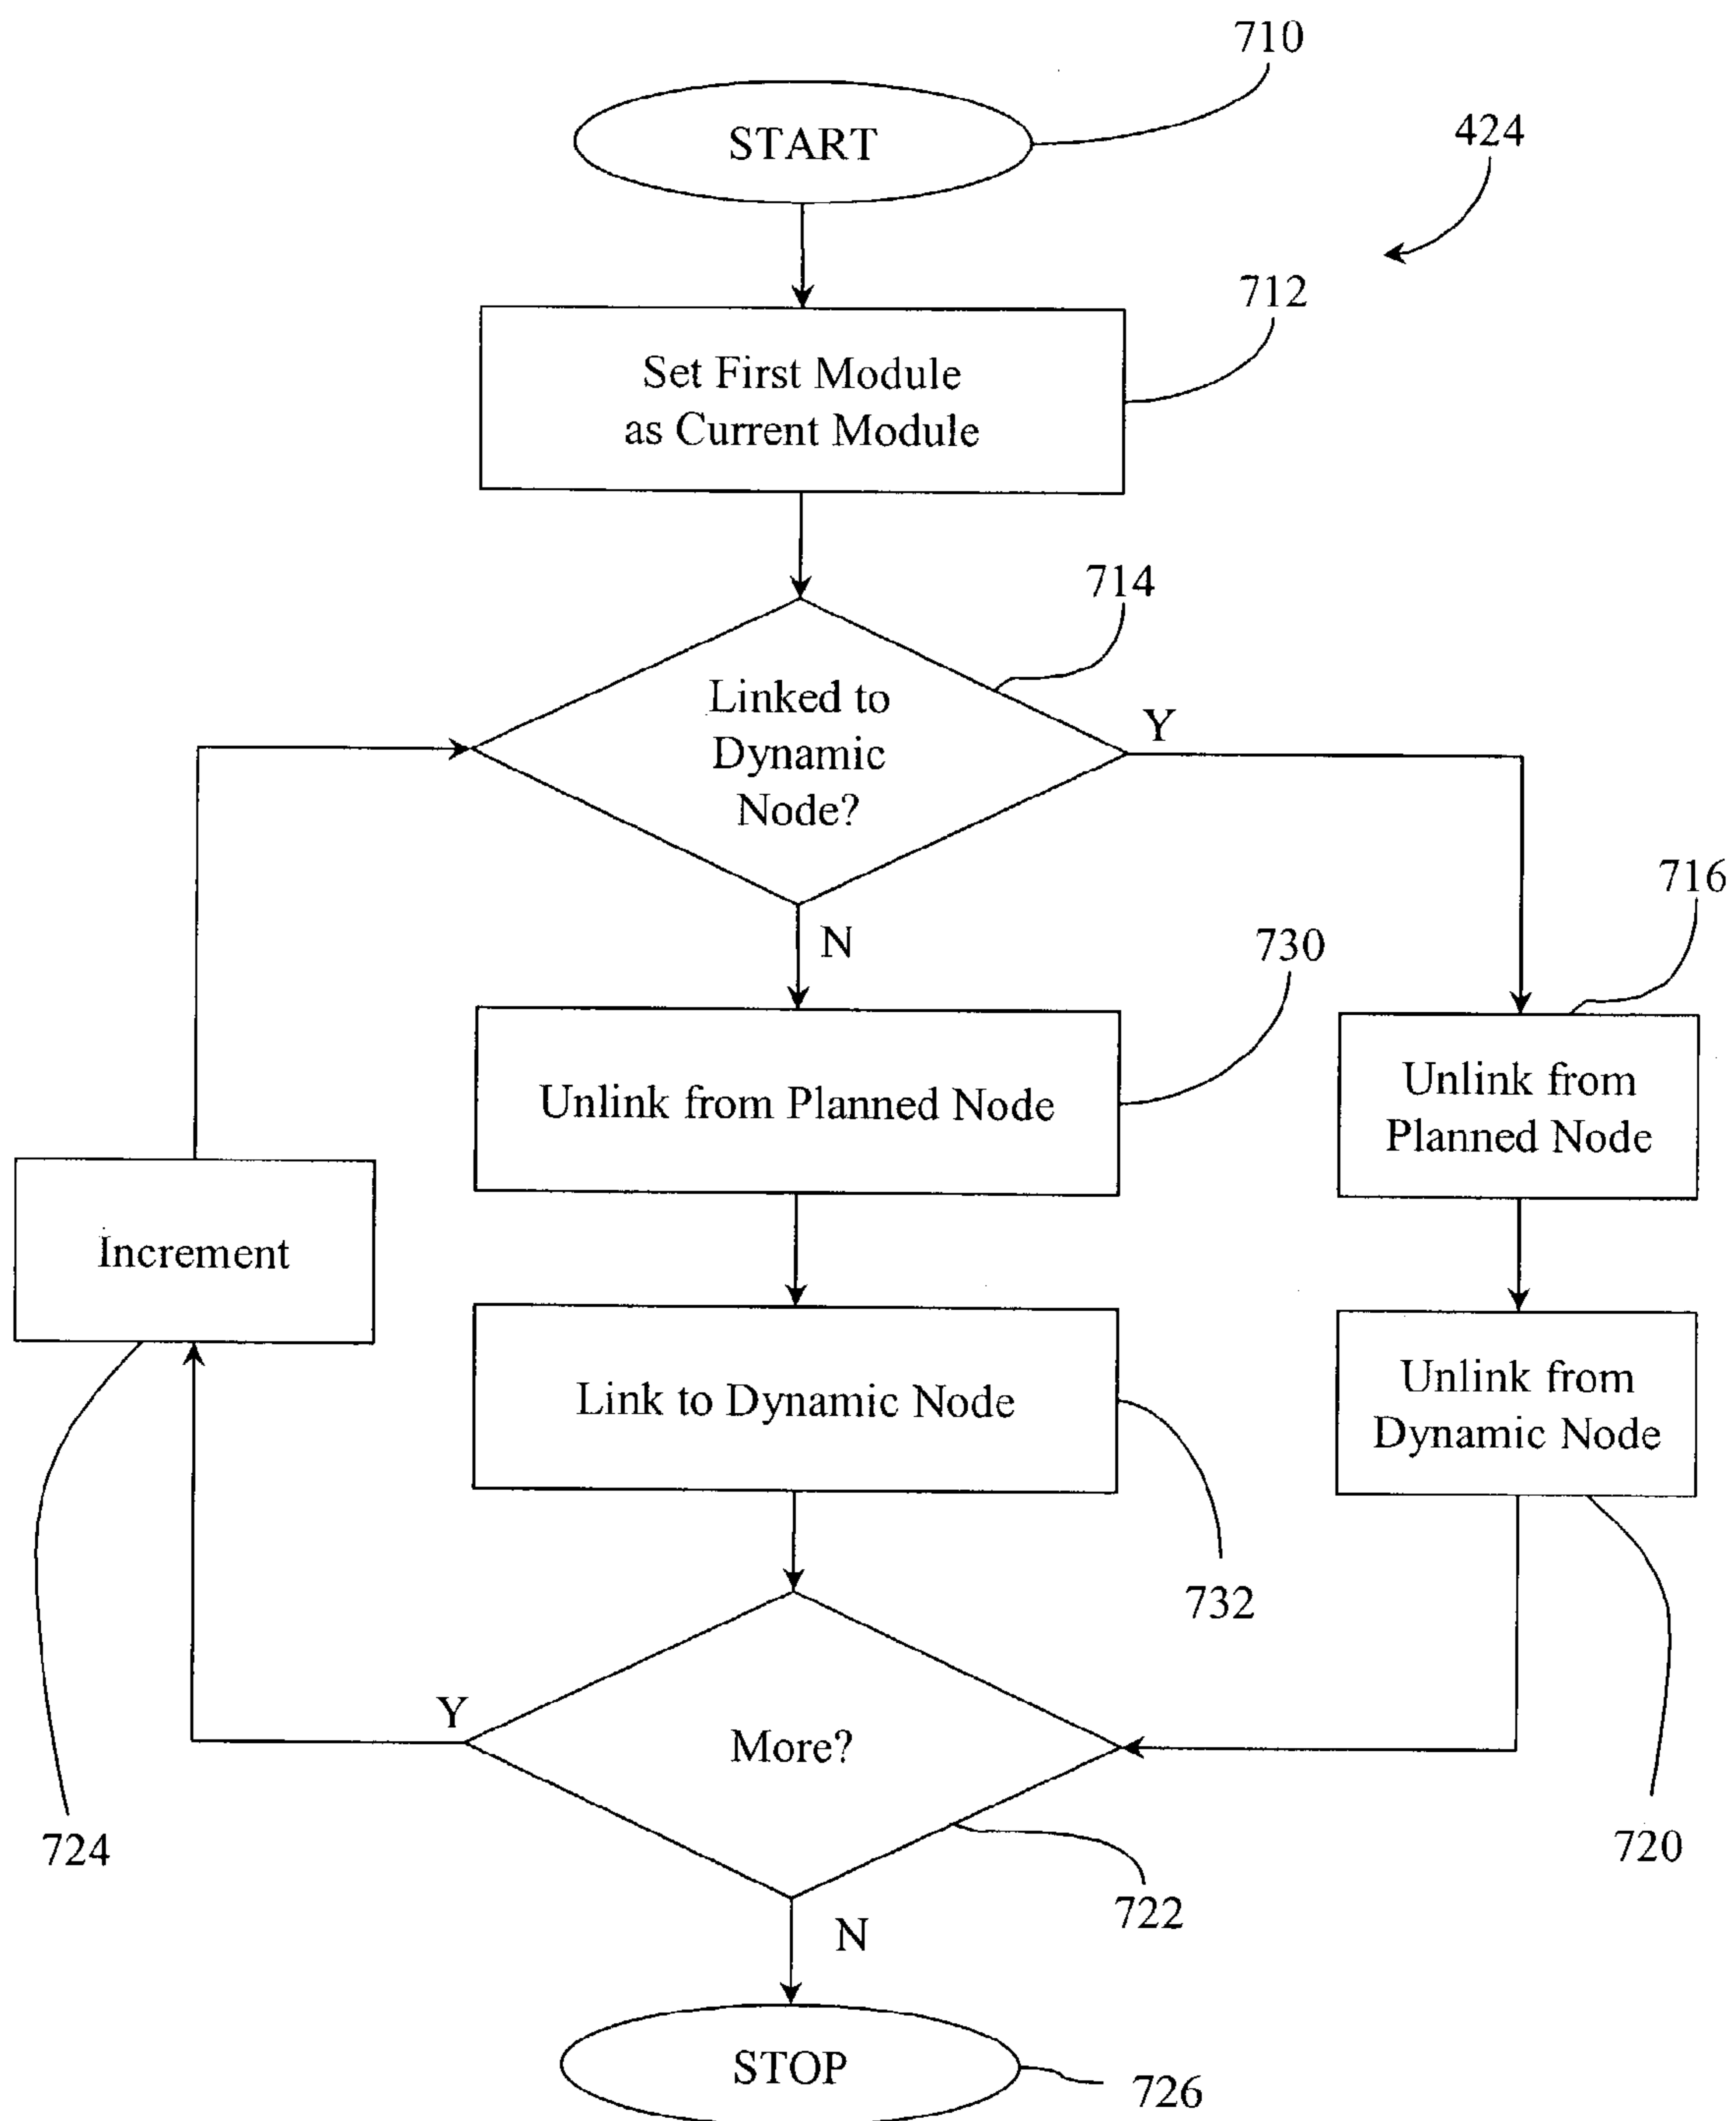 710
START
424
712
Set First Module
as Current Module
714
Linked to
Dynamic
Node?
Y
716
N
730
Unlink from
Planned Node
Unlink from Planned Node
Increment
Link to Dynamic Node
Unlink from
Dynamic Node
732
Y
More?
724
720
722
N
STOP
726